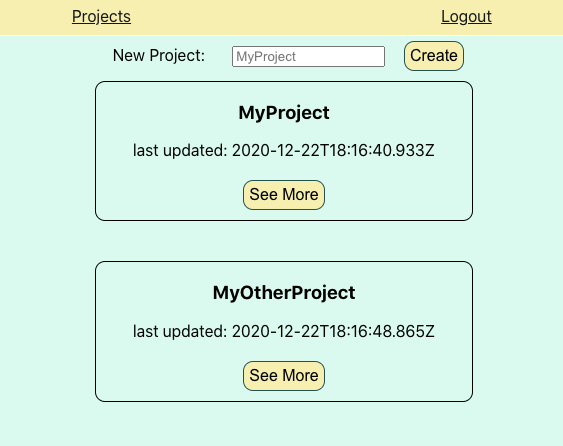 Projects Logout
New Project: MyProject Create
MyProject
last updated: 2020-12-22T18:16:40.933Z
See More
MyOtherProject
last updated: 2020-12-22T18:16:48.865Z
See More